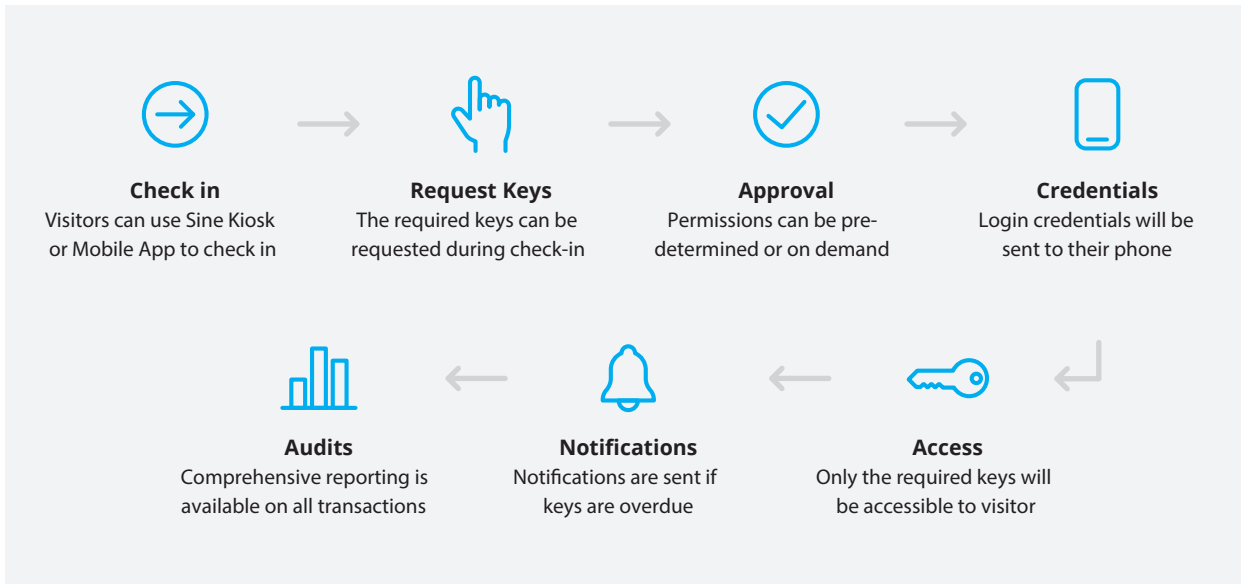 Check in
Visitors can use Sine Kiosk
or Mobile App to check in
Request Keys
The required keys can be
requested during check-in
Approval
Permissions can be pre-
determined or on demand
Credentials
Login credentials will be
sent to their phone
Access
Only the required keys will
be accessible to visitor
Notifications
Notifications are sent if
keys are overdue
Audits
Comprehensive reporting is
available on all transactions